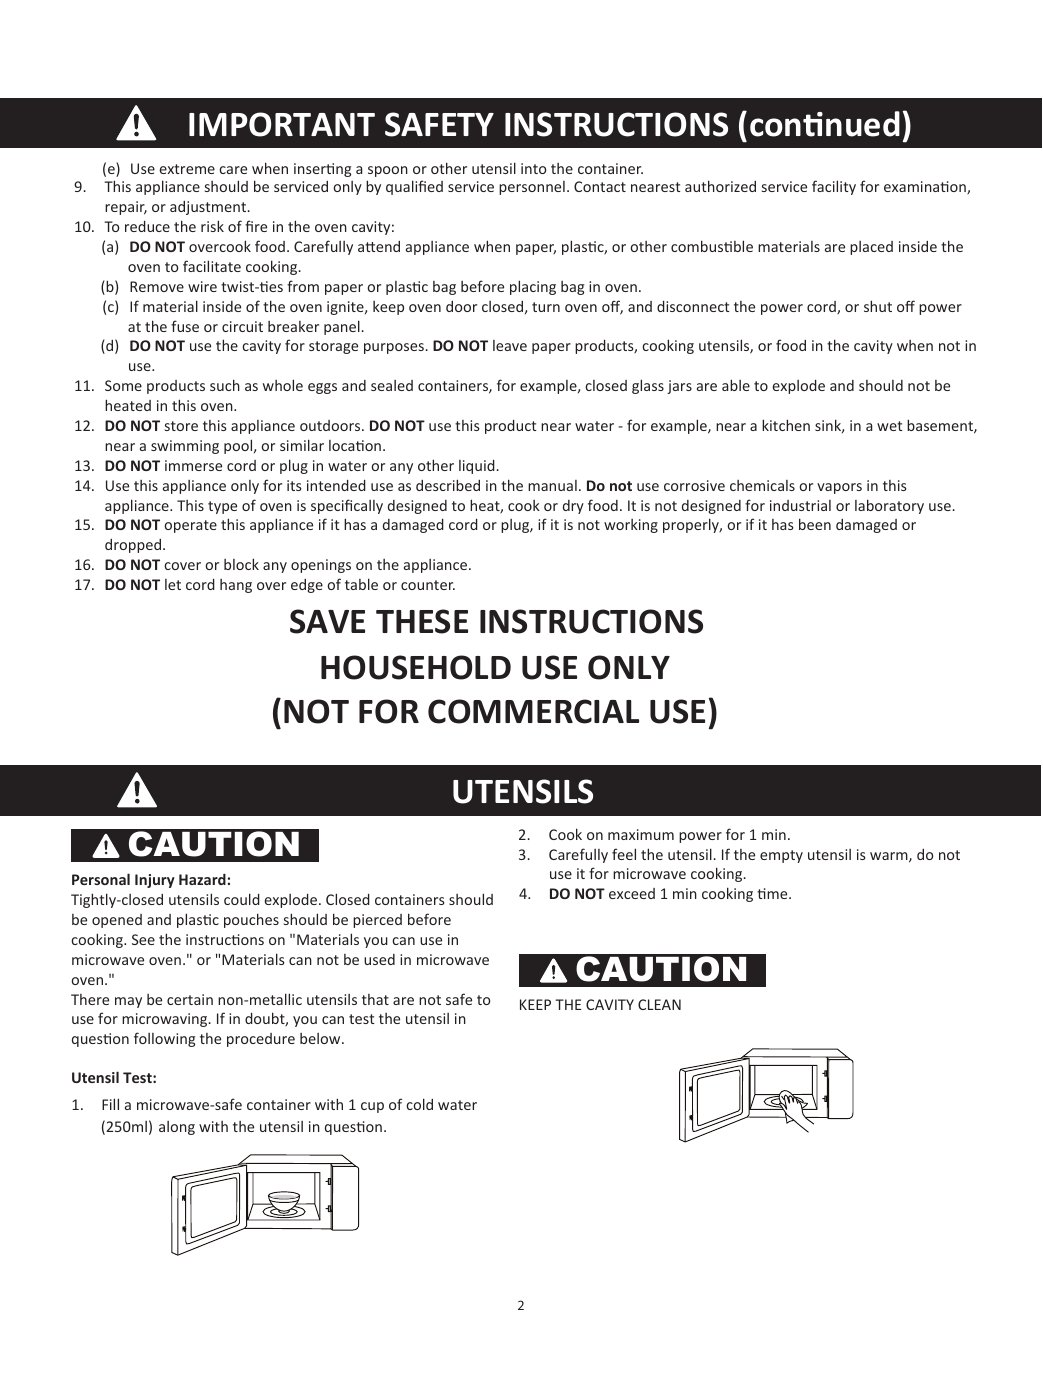 IMPORTANT SAFETY INSTRUCTIONS (continued)
(e) Use extreme care when inserting a spoon or other utensil into the container.
9. This appliance should be serviced only by qualified service personnel. Contact nearest authorized service facility for examination,
repair, or adjustment.
10. To reduce the risk of fire in the oven cavity:
(a) DO NOT overcook food. Carefully attend appliance when paper, plastic, or other combustible materials are placed inside the
oven to facilitate cooking.
(b) Remove wire twist-ties from paper or plastic bag before placing bag in oven.
(c) If material inside of the oven ignite, keep oven door closed, turn oven off, and disconnect the power cord, or shut off power
at the fuse or circuit breaker panel.
(d) DO NOT use the cavity for storage purposes. DO NOT leave paper products, cooking utensils, or food in the cavity when not in
use.
11. Some products such as whole eggs and sealed containers, for example, closed glass jars are able to explode and should not be
heated in this oven.
12. DO NOT store this appliance outdoors. DO NOT use this product near water - for example, near a kitchen sink, in a wet basement,
near a swimming pool, or similar location.
13. DO NOT immerse cord or plug in water or any other liquid.
14. Use this appliance only for its intended use as described in the manual. Do not use corrosive chemicals or vapors in this
appliance. This type of oven is specifically designed to heat, cook or dry food. It is not designed for industrial or laboratory use.
15. DO NOT operate this appliance if it has a damaged cord or plug, if it is not working properly, or if it has been damaged or
dropped.
16. DO NOT cover or block any openings on the appliance.
17. DO NOT let cord hang over edge of table or counter.
SAVE THESE INSTRUCTIONS
HOUSEHOLD USE ONLY
(NOT FOR COMMERCIAL USE)
UTENSILS
CAUTION
Personal Injury Hazard:
Tightly-closed utensils could explode. Closed containers should
be opened and plastic pouches should be pierced before
cooking. See the instructions on "Materials you can use in
microwave oven." or "Materials can not be used in microwave
oven."
There may be certain non-metallic utensils that are not safe to
use for microwaving. If in doubt, you can test the utensil in
question following the procedure below.
Utensil Test:
1. Fill a microwave-safe container with 1 cup of cold water
(250ml) along with the utensil in question.
2. Cook on maximum power for 1 min.
3. Carefully feel the utensil. If the empty utensil is warm, do not
use it for microwave cooking.
4. DO NOT exceed 1 min cooking time.
CAUTION
KEEP THE CAVITY CLEAN
2